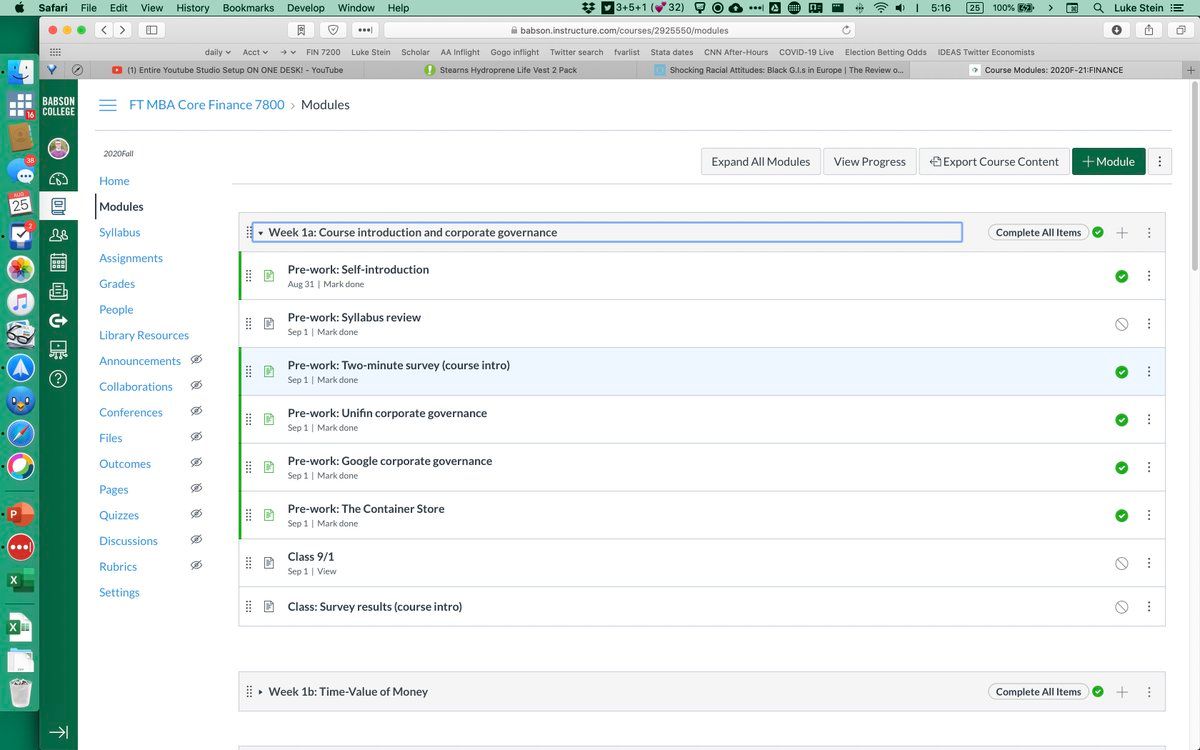 Safari File Edit View History Bookmarks Develop Window Help 3+5+1 (💕32) 5:16 25 100% Luke Stein
babson.instructure.com/courses/2925550/modules
daily Acct FIN 7200 Luke Stein Scholar AA Inflight Gogo inflight Twitter search fvarlist Stata dates CNN After-Hours COVID-19 Live Election Betting Odds IDEAS Twitter Economists
(1) Entire Youtube Studio Setup ON ONE DESK! - YouTube
Stearns Hydroprene Life Vest 2 Pack
Shocking Racial Attitudes: Black G.I.s in Europe | The Review o...
Course Modules: 2020F-21:FINANCE
16
38
AUG
25
2
BABSON
COLLEGE
FT MBA Core Finance 7800 › Modules
2020Fall
Home
Modules
Syllabus
Assignments
Grades
People
Library Resources
Announcements
Collaborations
Conferences
Files
Outcomes
Pages
Quizzes
Discussions
Rubrics
Settings
Expand All Modules
View Progress
Export Course Content
+ Module
Week 1a: Course introduction and corporate governance
Complete All Items
Pre-work: Self-introduction
Aug 31 | Mark done
Pre-work: Syllabus review
Sep 1 | Mark done
Pre-work: Two-minute survey (course intro)
Sep 1 | Mark done
Pre-work: Unifin corporate governance
Sep 1 | Mark done
Pre-work: Google corporate governance
Sep 1 | Mark done
Pre-work: The Container Store
Sep 1 | Mark done
Class 9/1
Sep 1 | View
Class: Survey results (course intro)
Week 1b: Time-Value of Money
Complete All Items